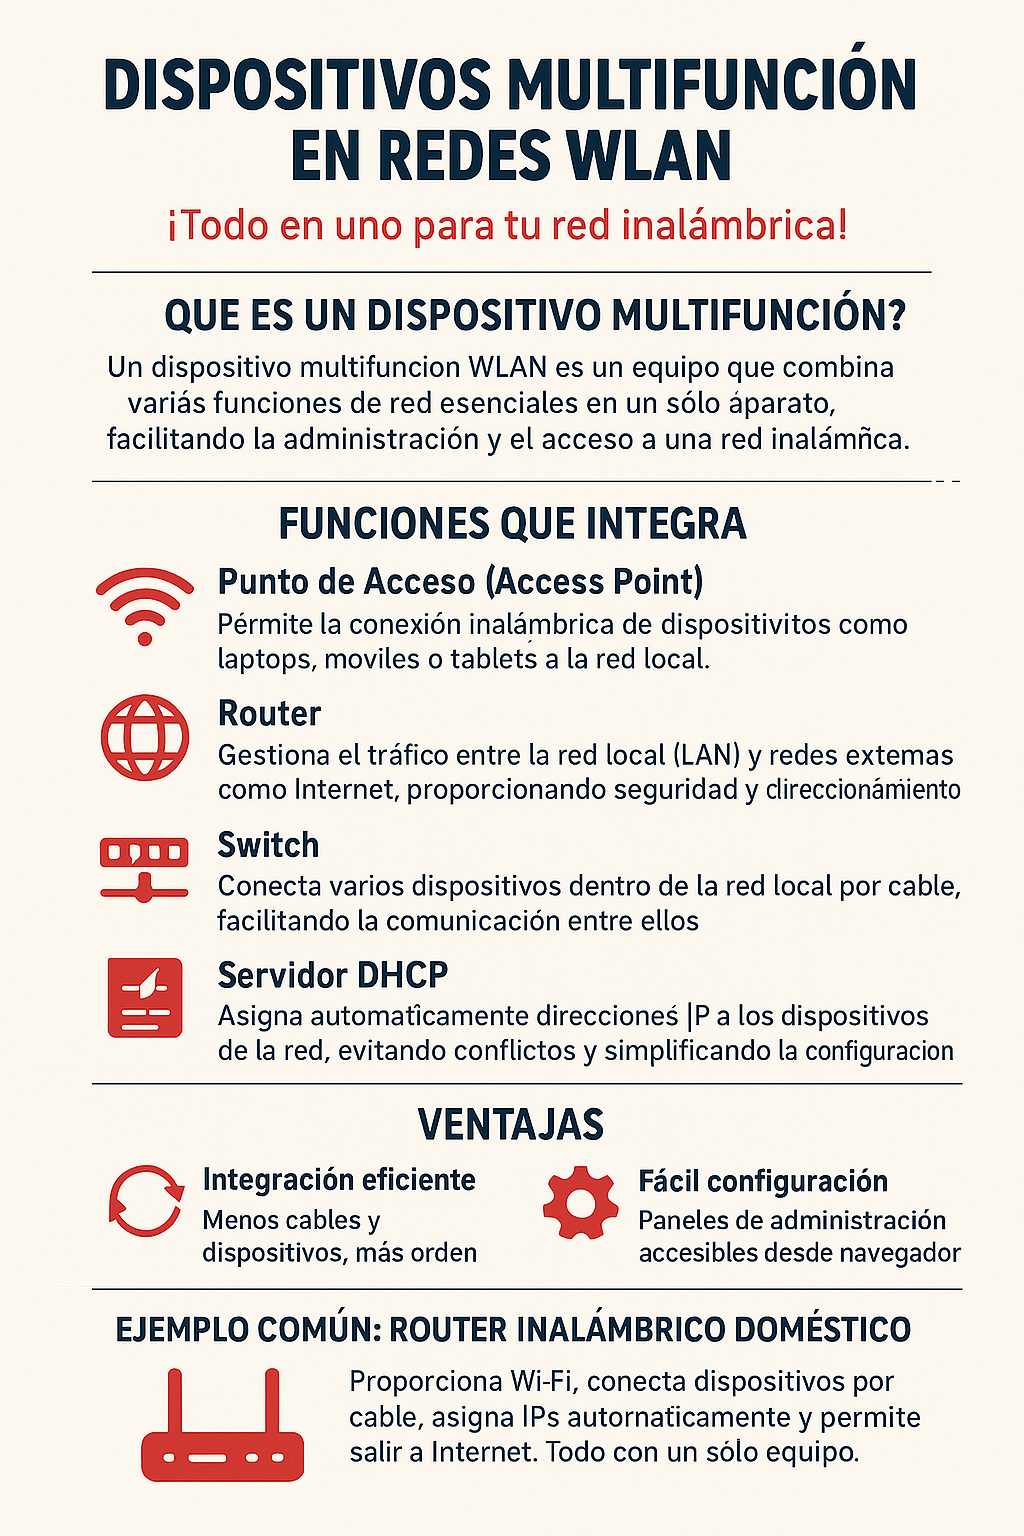 DISPOSITIVOS MULTIFUNCIÓN
EN REDES WLAN
¡Todo en uno para tu red inalámbrica!
QUE ES UN DISPOSITIVO MULTIFUNCIÓN?
Un dispositivo multifuncion WLAN es un equipo que combina
variás funciones de red esenciales en un sólo áparato,
facilitando la administración y el acceso a una red inalámñca.
FUNCIONES QUE INTEGRA
Punto de Acceso (Access Point)
Pérmite la conexión inalámbrica de dispositivitos como
laptops, moviles o tablets a la red local.
Router
Gestiona el tráfico entre la red local (LAN) y redes extemas
como Internet, proporcionando seguridad y clireccionámiento
Switch
Conecta varios dispositivos dentro de la red local por cable,
facilitando la comunicación entre ellos
Servidor DHCP
Asigna automatîcamente direccioneś |P a los dispositivos
de la red, evitando conflictos y simplificando la configuracion
VENTAJAS
Integración eficiente
Menos cables y
dispositivos, más orden
Fácil configuración
Paneles de administración
accesibles desde navegador
EJEMPLO COMÚN: ROUTER INALÁMBRICO DOMÉSTICO
Proporciona Wi-Fi, conecta dispositivos por
cable, asigna IPs autornatîcamente y permite
salir a Internet. Todo con un sólo equipo.